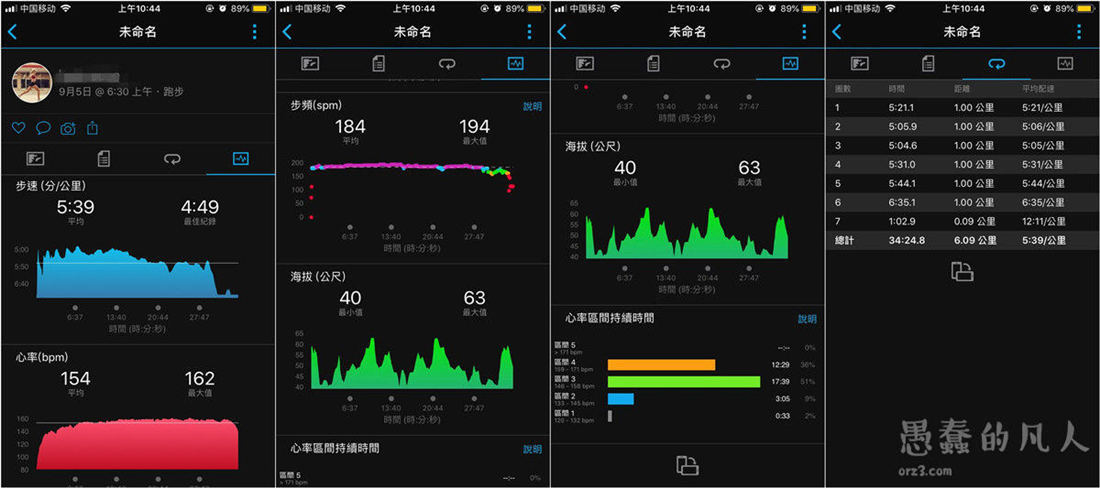 中国移动
上午10:44
89%
未命名
9月5日 @ 6:30 上午・跑步
步速 (分/公里)
5:39
4:49
平均
最佳紀錄
5:00
5:50
6:40
6:37
13:40
20:44
27:47
時間 (時:分:秒)
心率(bpm)
154
162
平均
最大值
160
140
120
100
80
中国移动
上午10:44
89%
未命名
步頻(spm)
說明
184
194
平均
最大值
200
150
100
50
0
6:37
13:40
20:44
27:47
時間 (時:分:秒)
海拔 (公尺)
40
63
最小值
最大值
65
60
55
50
45
40
6:37
13:40
20:44
27:47
時間 (時:分:秒)
心率區間持續時間
說明
區間 5
> 171 bpm
--:--
0%
中国移动
上午10:44
89%
未命名
0
6:37
13:40
20:44
27:47
時間 (時:分:秒)
海拔 (公尺)
40
63
最小值
最大值
65
60
55
50
45
40
6:37
13:40
20:44
27:47
時間 (時:分:秒)
心率區間持續時間
說明
區間 5
> 171 bpm
--:--
0%
區間 4
159 - 171 bpm
12:29
36%
區間 3
146 - 158 bpm
17:39
51%
區間 2
133 - 145 bpm
3:05
9%
區間 1
120 - 132 bpm
0:33
2%
中国移动
上午10:44
89%
未命名
圈數 時間 距離 平均配速
1 5:21.1 1.00 公里 5:21/公里
2 5:05.9 1.00 公里 5:06/公里
3 5:04.6 1.00 公里 5:05/公里
4 5:31.0 1.00 公里 5:31/公里
5 5:44.1 1.00 公里 5:44/公里
6 6:35.1 1.00 公里 6:35/公里
7 1:02.9 0.09 公里 12:11/公里
總計 34:24.8 6.09 公里 5:39/公里
愚蠢的凡人
orz3.com